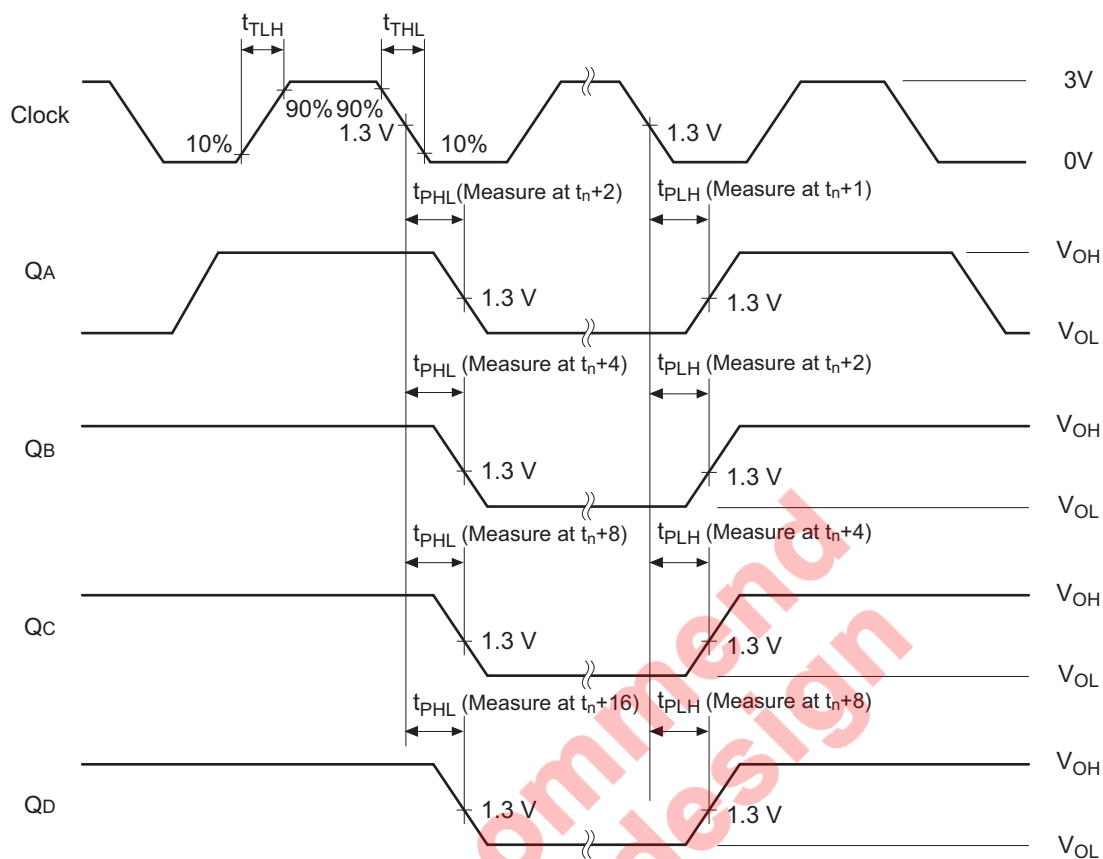 tTLH tTHL
3V
Clock
90% 90%
1.3 V
1.3 V
10%
10%
0V
tPHL (Measure at tn+2) tPLH (Measure at tn+1)
VOH
QA
1.3 V 1.3 V
VOL
tPHL (Measure at tn+4) tPLH (Measure at tn+2)
VOH
QB
1.3 V 1.3 V
VOL
tPHL (Measure at tn+8) tPLH (Measure at tn+4)
VOH
QC
1.3 V 1.3 V
VOL
tPHL (Measure at tn+16) tPLH (Measure at tn+8)
VOH
QD
1.3 V 1.3 V
VOL
ommend
design